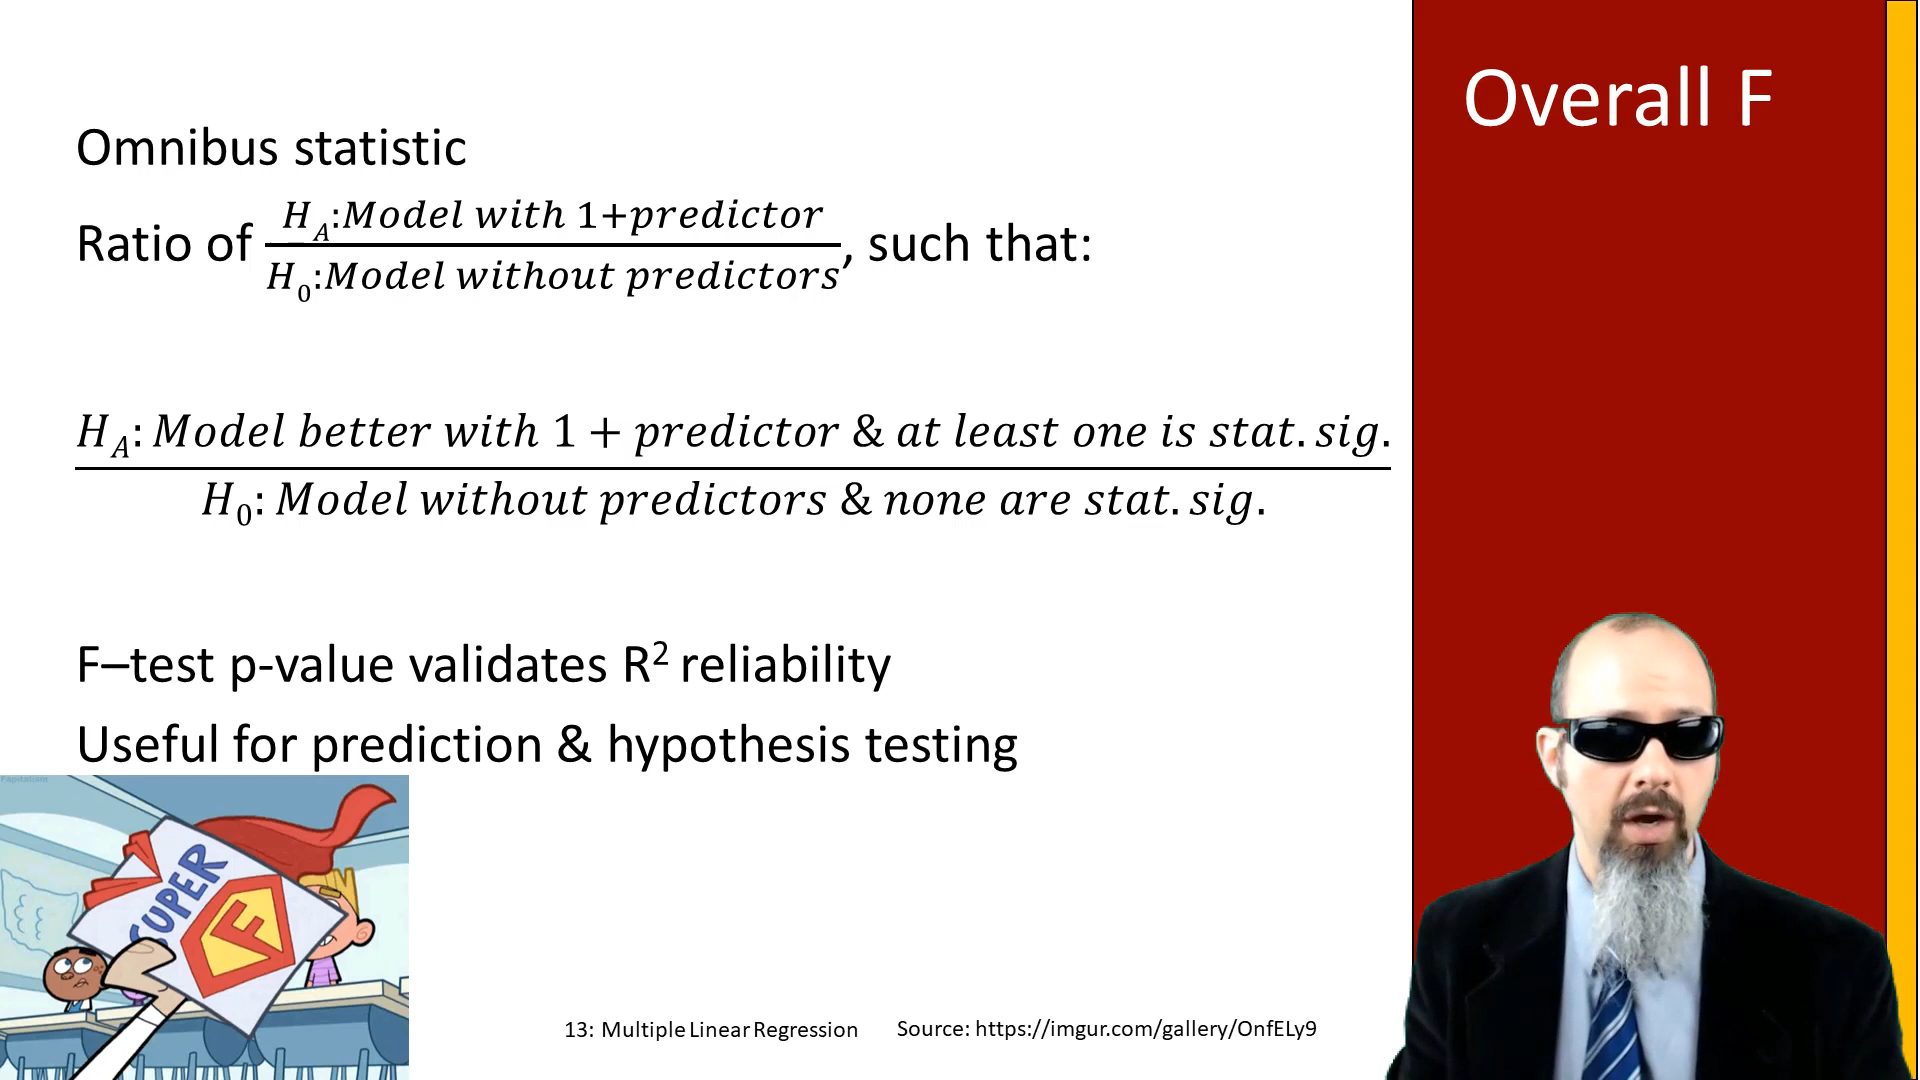 Overall F
Omnibus statistic
Ratio of H_A:Model with 1+predictor / H_0:Model without predictors, such that:
H_A: Model better with 1 + predictor & at least one is stat. sig.
H_0: Model without predictors & none are stat. sig.
F–test p-value validates R² reliability
Useful for prediction & hypothesis testing
Fapitalism
SUPER
F
13: Multiple Linear Regression
Source: https://imgur.com/gallery/OnfELy9